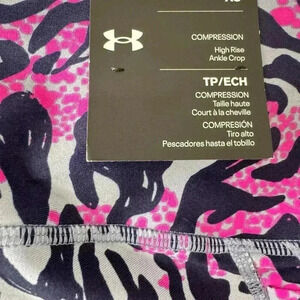 COMPRESSION
High Rise
Ankle Crop
TP/ECH
COMPRESSION
Taille haute
Court à la cheville
COMPRESIÓN
Tiro alto
Pescadores hasta el tobillo